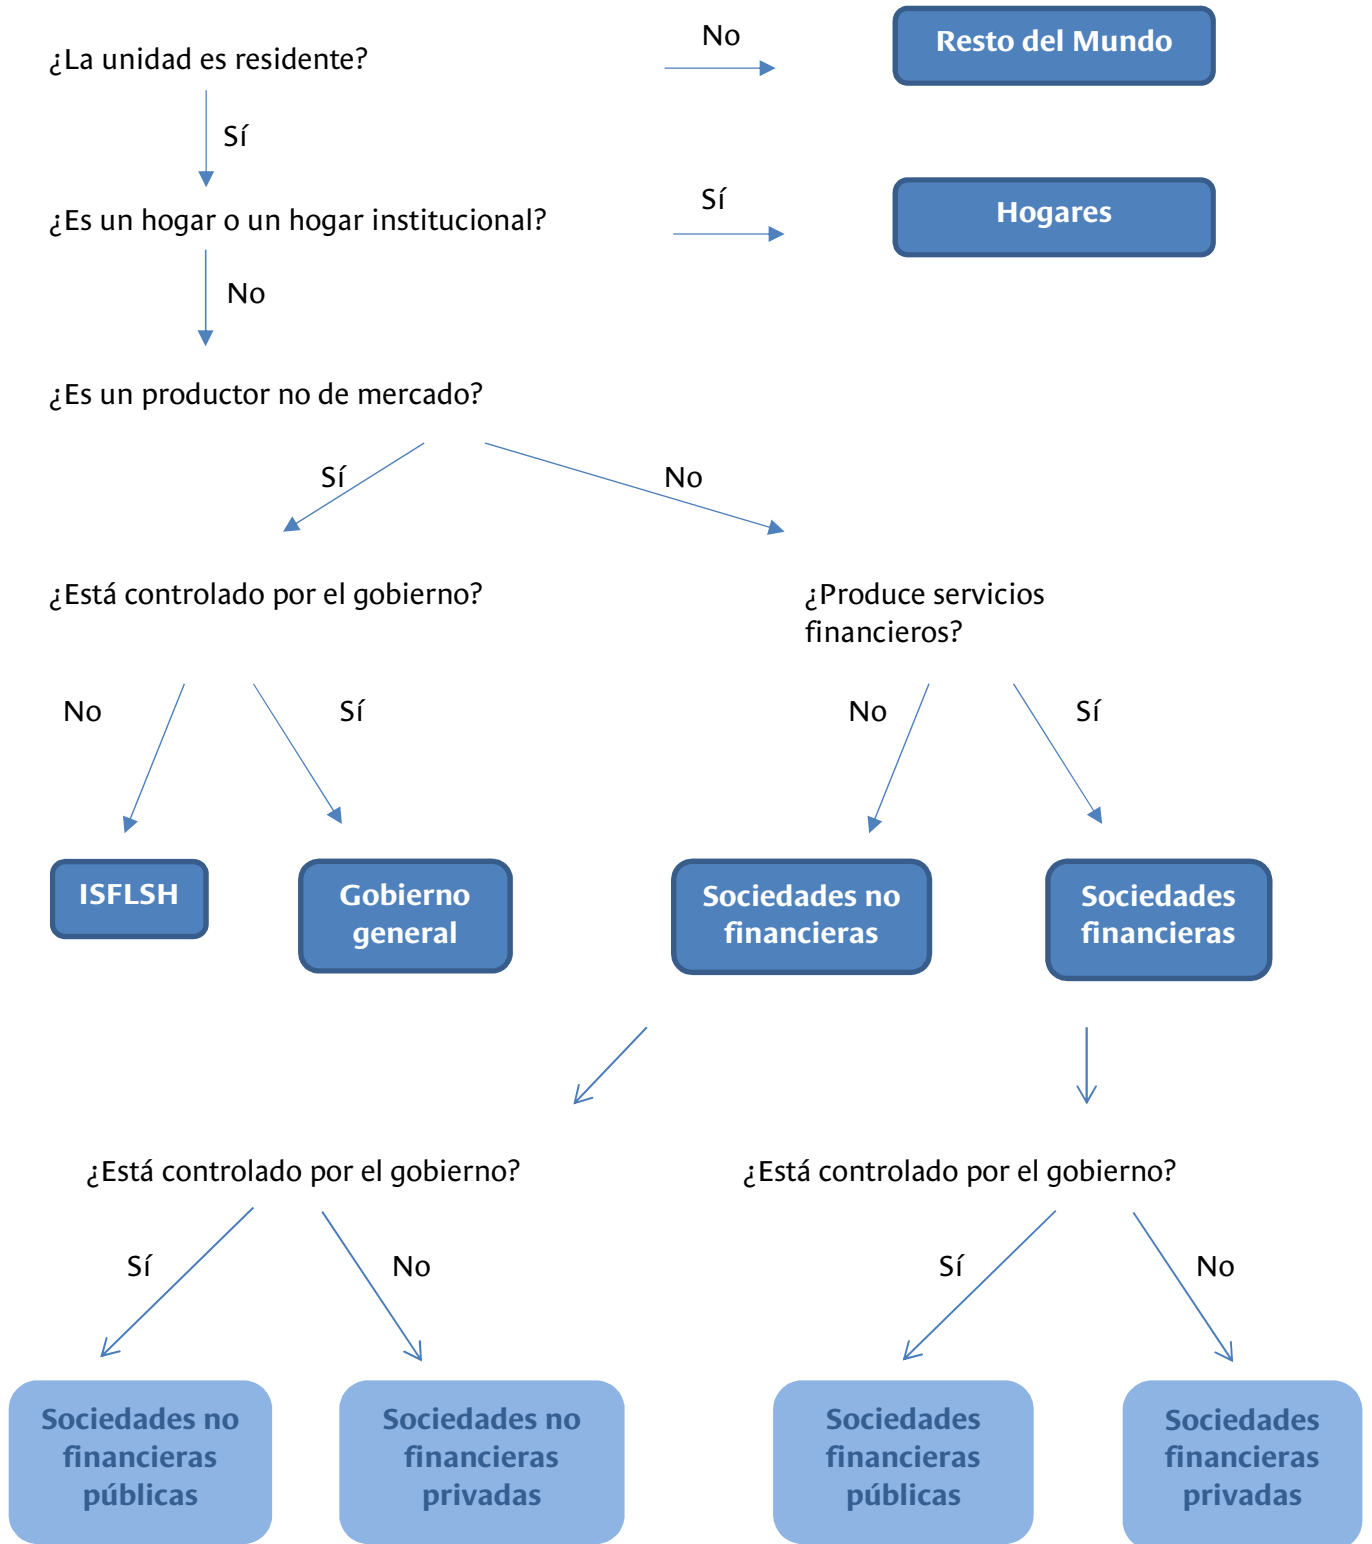 ¿La unidad es residente?
No
Resto del Mundo
Sí
¿Es un hogar o un hogar institucional?
Sí
Hogares
No
¿Es un productor no de mercado?
Sí
No
¿Está controlado por el gobierno?
¿Produce servicios
financieros?
No
Sí
No
Sí
ISFLSH
Gobierno
general
Sociedades no
financieras
Sociedades
financieras
¿Está controlado por el gobierno?
¿Está controlado por el gobierno?
Sí
No
Sí
No
Sociedades no
financieras
públicas
Sociedades no
financieras
privadas
Sociedades
financieras
públicas
Sociedades
financieras
privadas